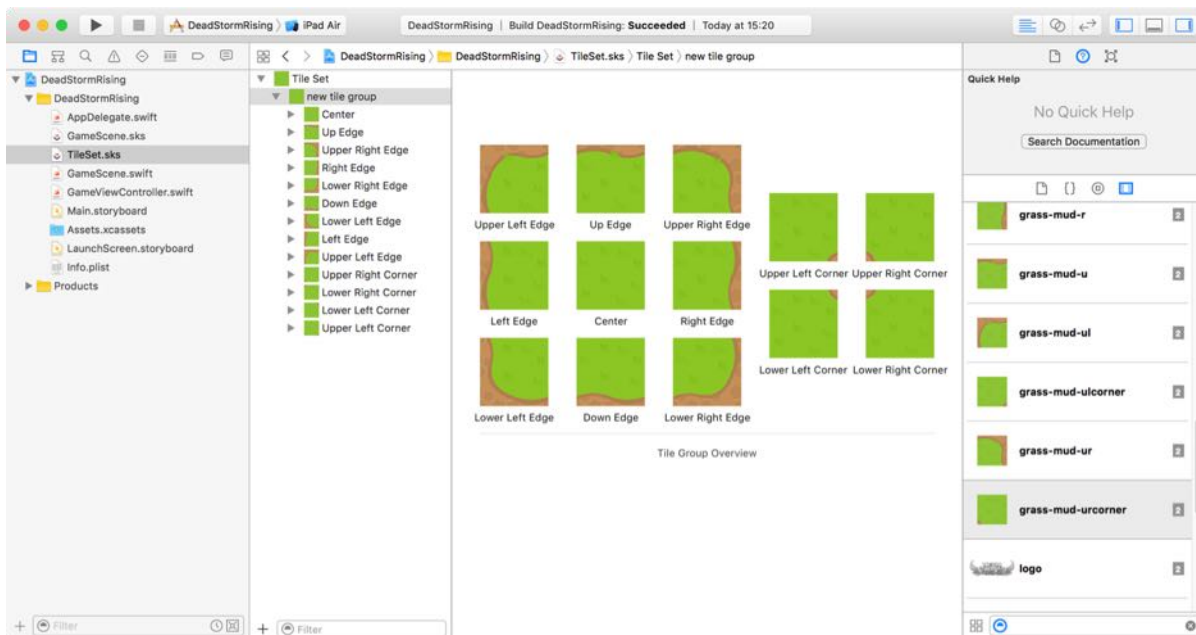 DeadStormRising 〉 iPad Air
DeadStormRising | Build DeadStormRising: Succeeded | Today at 15:20
DeadStormRising 〉 DeadStormRising 〉 TileSet.sks 〉 Tile Set 〉 new tile group
DeadStormRising
DeadStormRising
AppDelegate.swift
GameScene.sks
TileSet.sks
GameScene.swift
GameViewController.swift
Main.storyboard
Assets.xcassets
LaunchScreen.storyboard
Info.plist
Products
Filter
Tile Set
new tile group
Center
Up Edge
Upper Right Edge
Right Edge
Lower Right Edge
Down Edge
Lower Left Edge
Left Edge
Upper Left Edge
Upper Right Corner
Lower Right Corner
Lower Left Corner
Upper Left Corner
Filter
Upper Left Edge Up Edge Upper Right Edge
Left Edge Center Right Edge
Lower Left Edge Down Edge Lower Right Edge
Upper Left Corner Upper Right Corner
Lower Left Corner Lower Right Corner
Tile Group Overview
Quick Help
No Quick Help
Search Documentation
{}
grass-mud-r 2
grass-mud-u 2
grass-mud-ul 2
grass-mud-ulcorner 2
grass-mud-ur 2
grass-mud-urcorner 2
logo 2